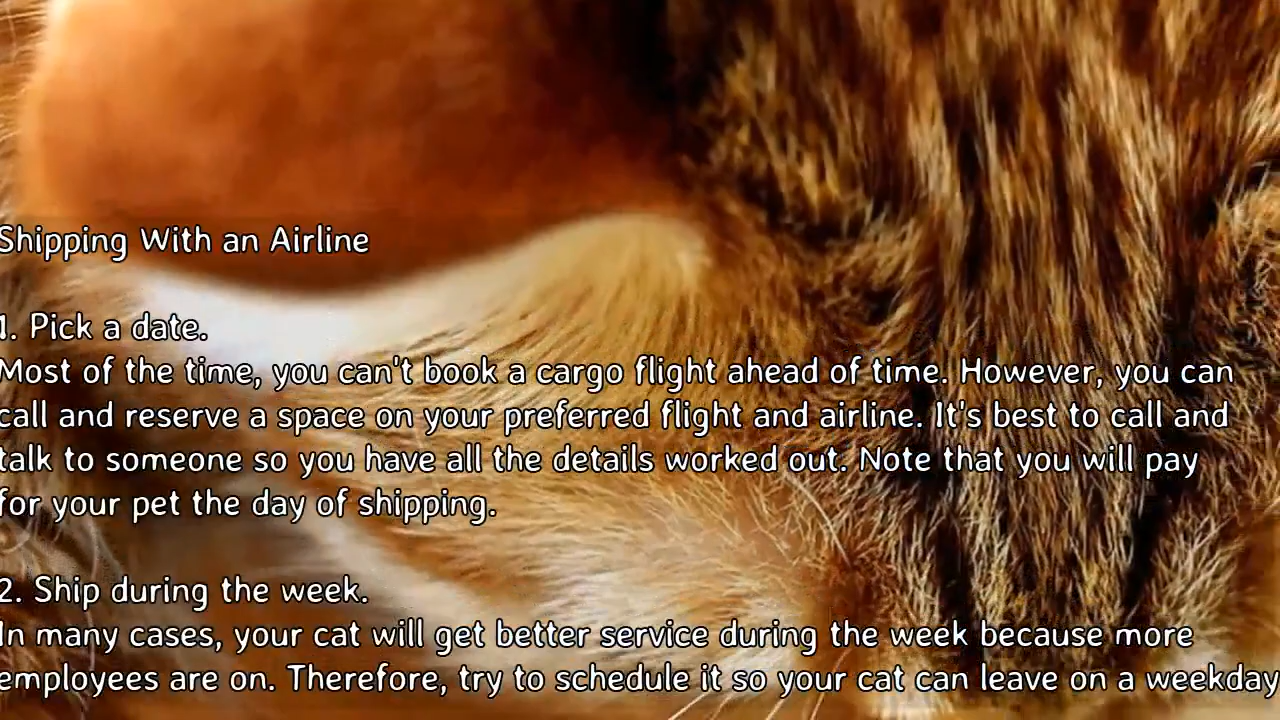 Shipping With an Airline
1. Pick a date.
Most of the time, you can't book a cargo flight ahead of time. However, you can
call and reserve a space on your preferred flight and airline. It's best to call and
talk to someone so you have all the details worked out. Note that you will pay
for your pet the day of shipping.
2. Ship during the week.
In many cases, your cat will get better service during the week because more
employees are on. Therefore, try to schedule it so your cat can leave on a weekday